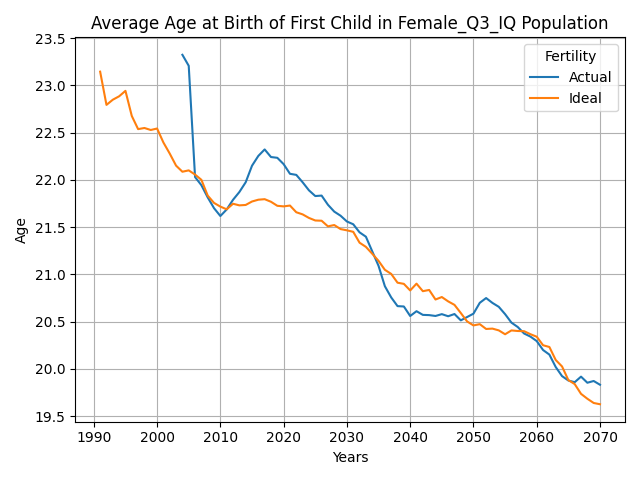 Average Age at Birth of First Child in Female_Q3_IQ Population
Fertility
Actual
Ideal
Age
23.5
23.0
22.5
22.0
21.5
21.0
20.5
20.0
19.5
1990 2000 2010 2020 2030 2040 2050 2060 2070
Years